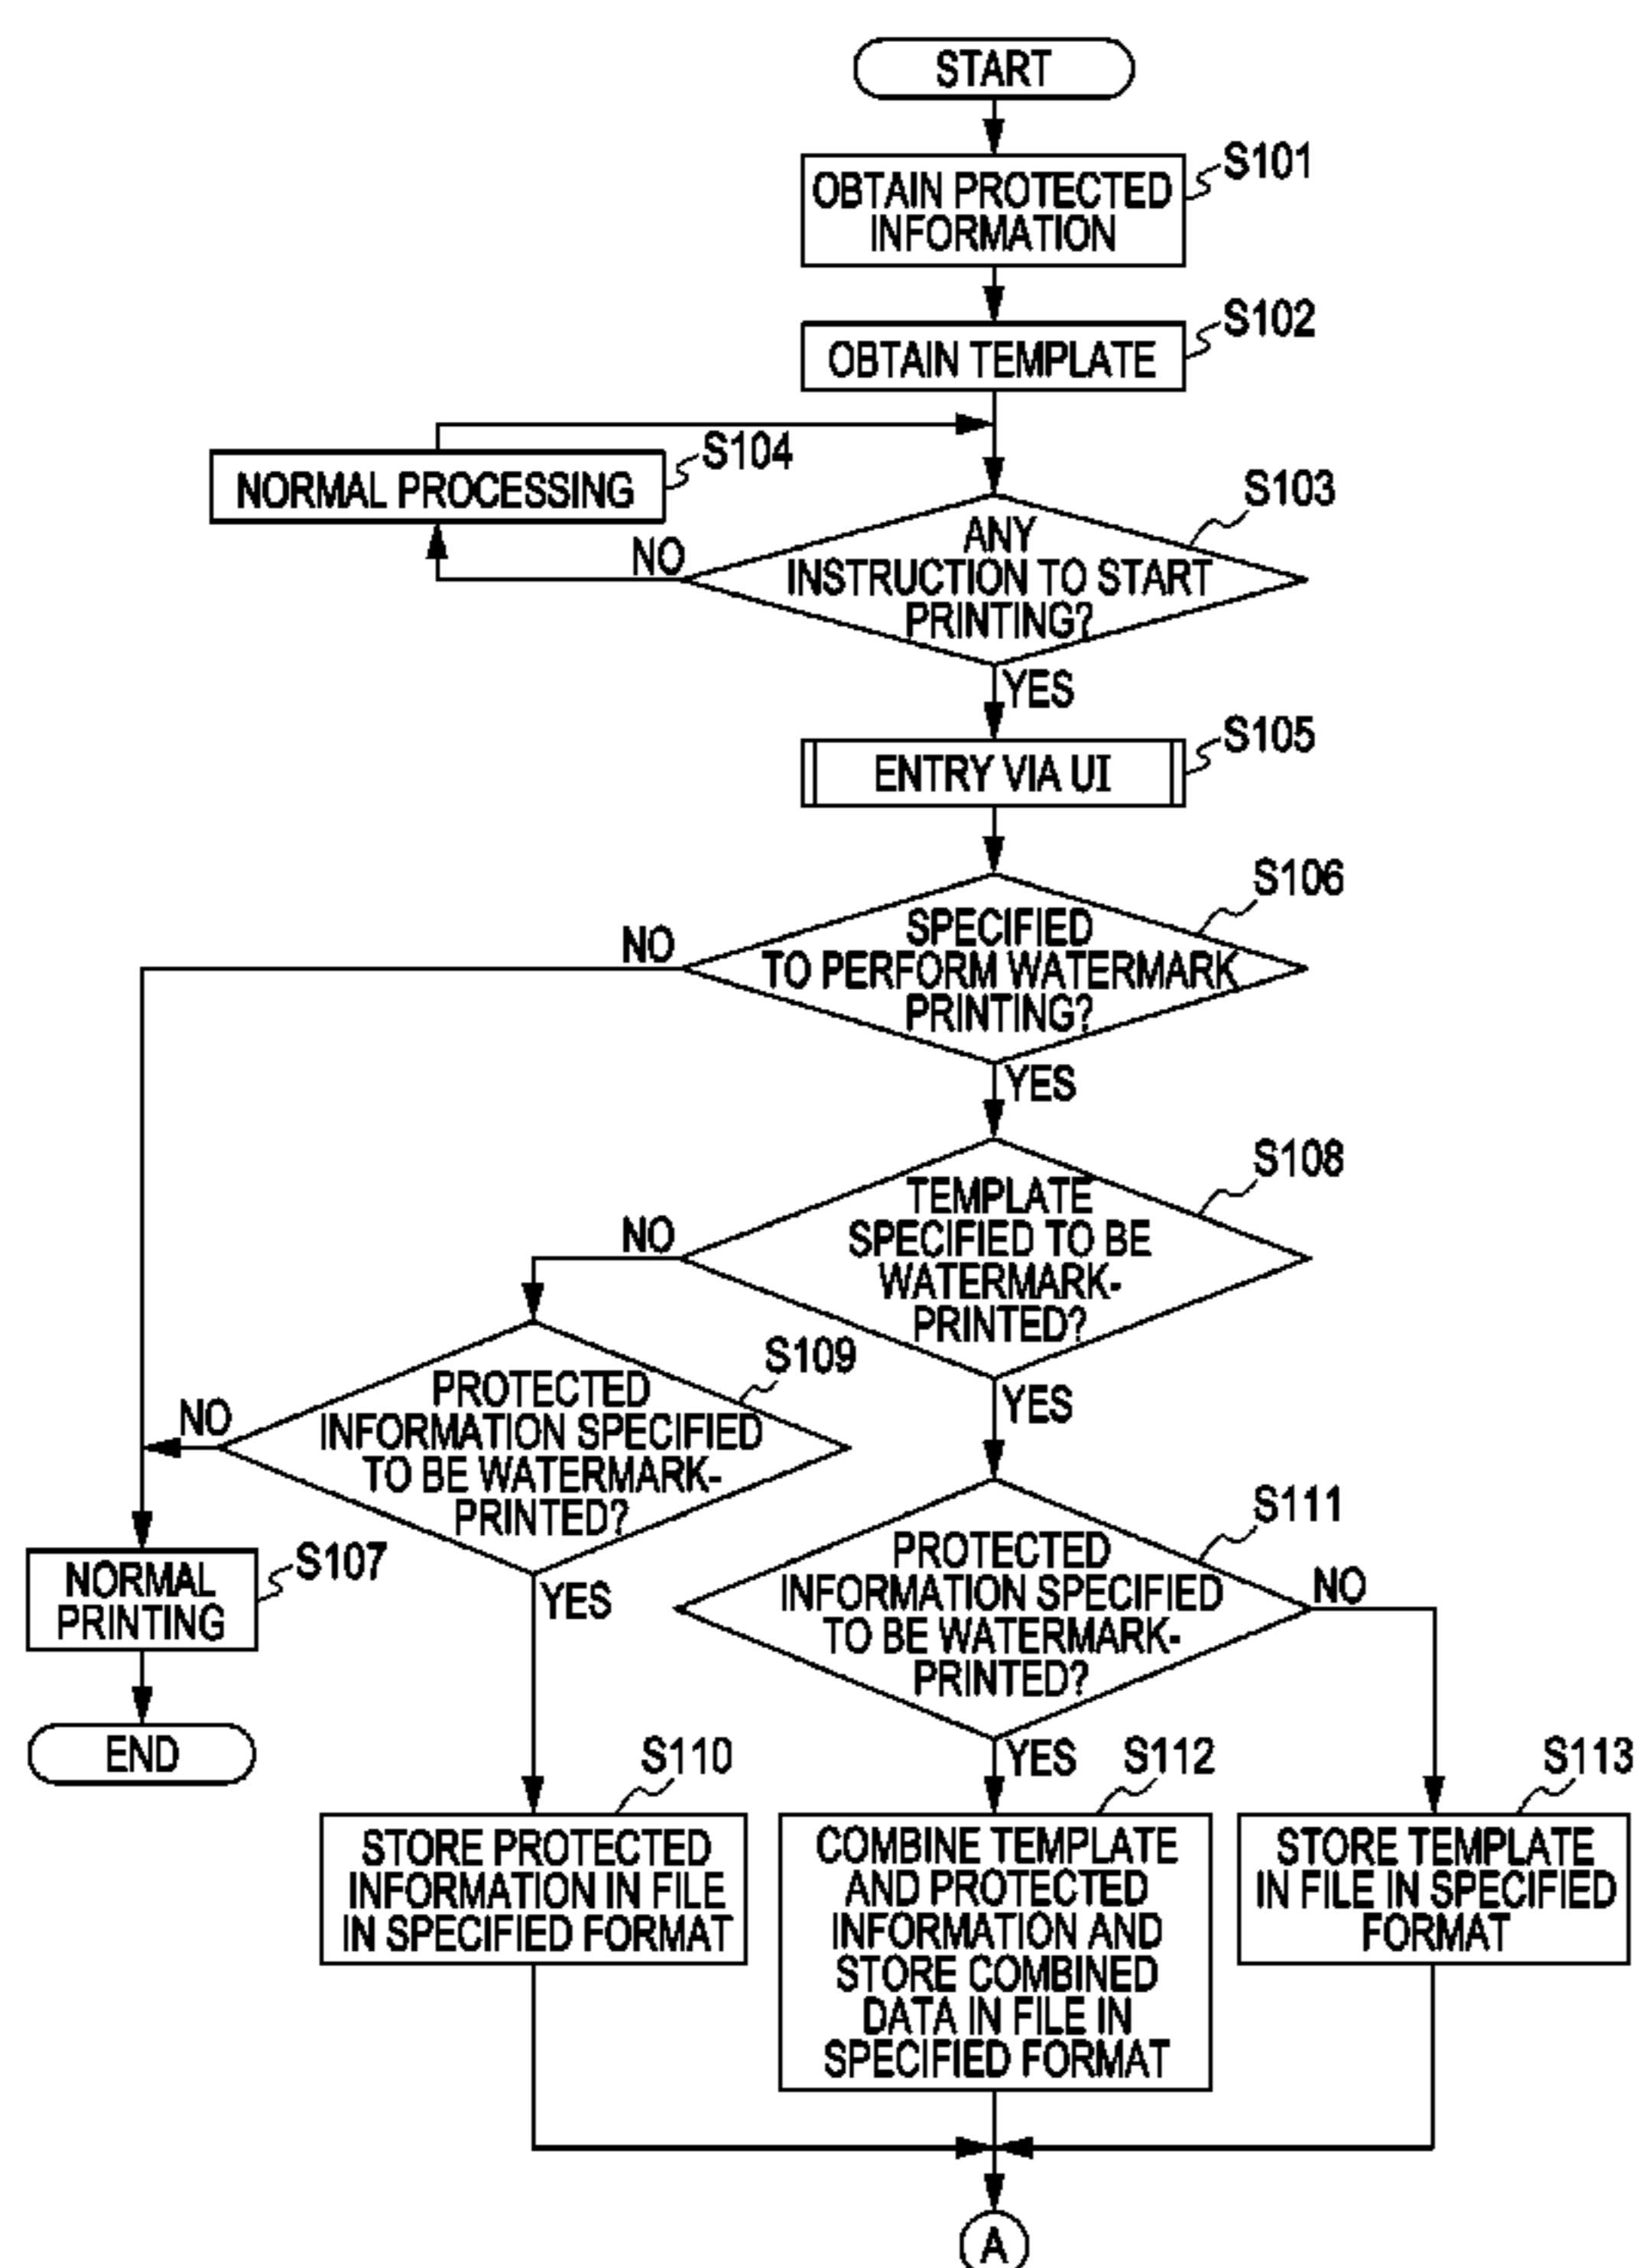 START
S101
OBTAIN PROTECTED
INFORMATION
S102
OBTAIN TEMPLATE
S104
NORMAL PROCESSING
S103
ANY
INSTRUCTION TO START
PRINTING?
NO
YES
S105
ENTRY VIA UI
S106
SPECIFIED
TO PERFORM WATERMARK
PRINTING?
NO
YES
S108
TEMPLATE
SPECIFIED TO BE
WATERMARK-
PRINTED?
NO
YES
S109
PROTECTED
INFORMATION SPECIFIED
TO BE WATERMARK-
PRINTED?
NO
YES
S107
NORMAL
PRINTING
END
S111
PROTECTED
INFORMATION SPECIFIED
TO BE WATERMARK-
PRINTED?
NO
YES
S110
STORE PROTECTED
INFORMATION IN FILE
IN SPECIFIED FORMAT
S112
COMBINE TEMPLATE
AND PROTECTED
INFORMATION AND
STORE COMBINED
DATA IN FILE IN
SPECIFIED FORMAT
S113
STORE TEMPLATE
IN FILE IN SPECIFIED
FORMAT
A